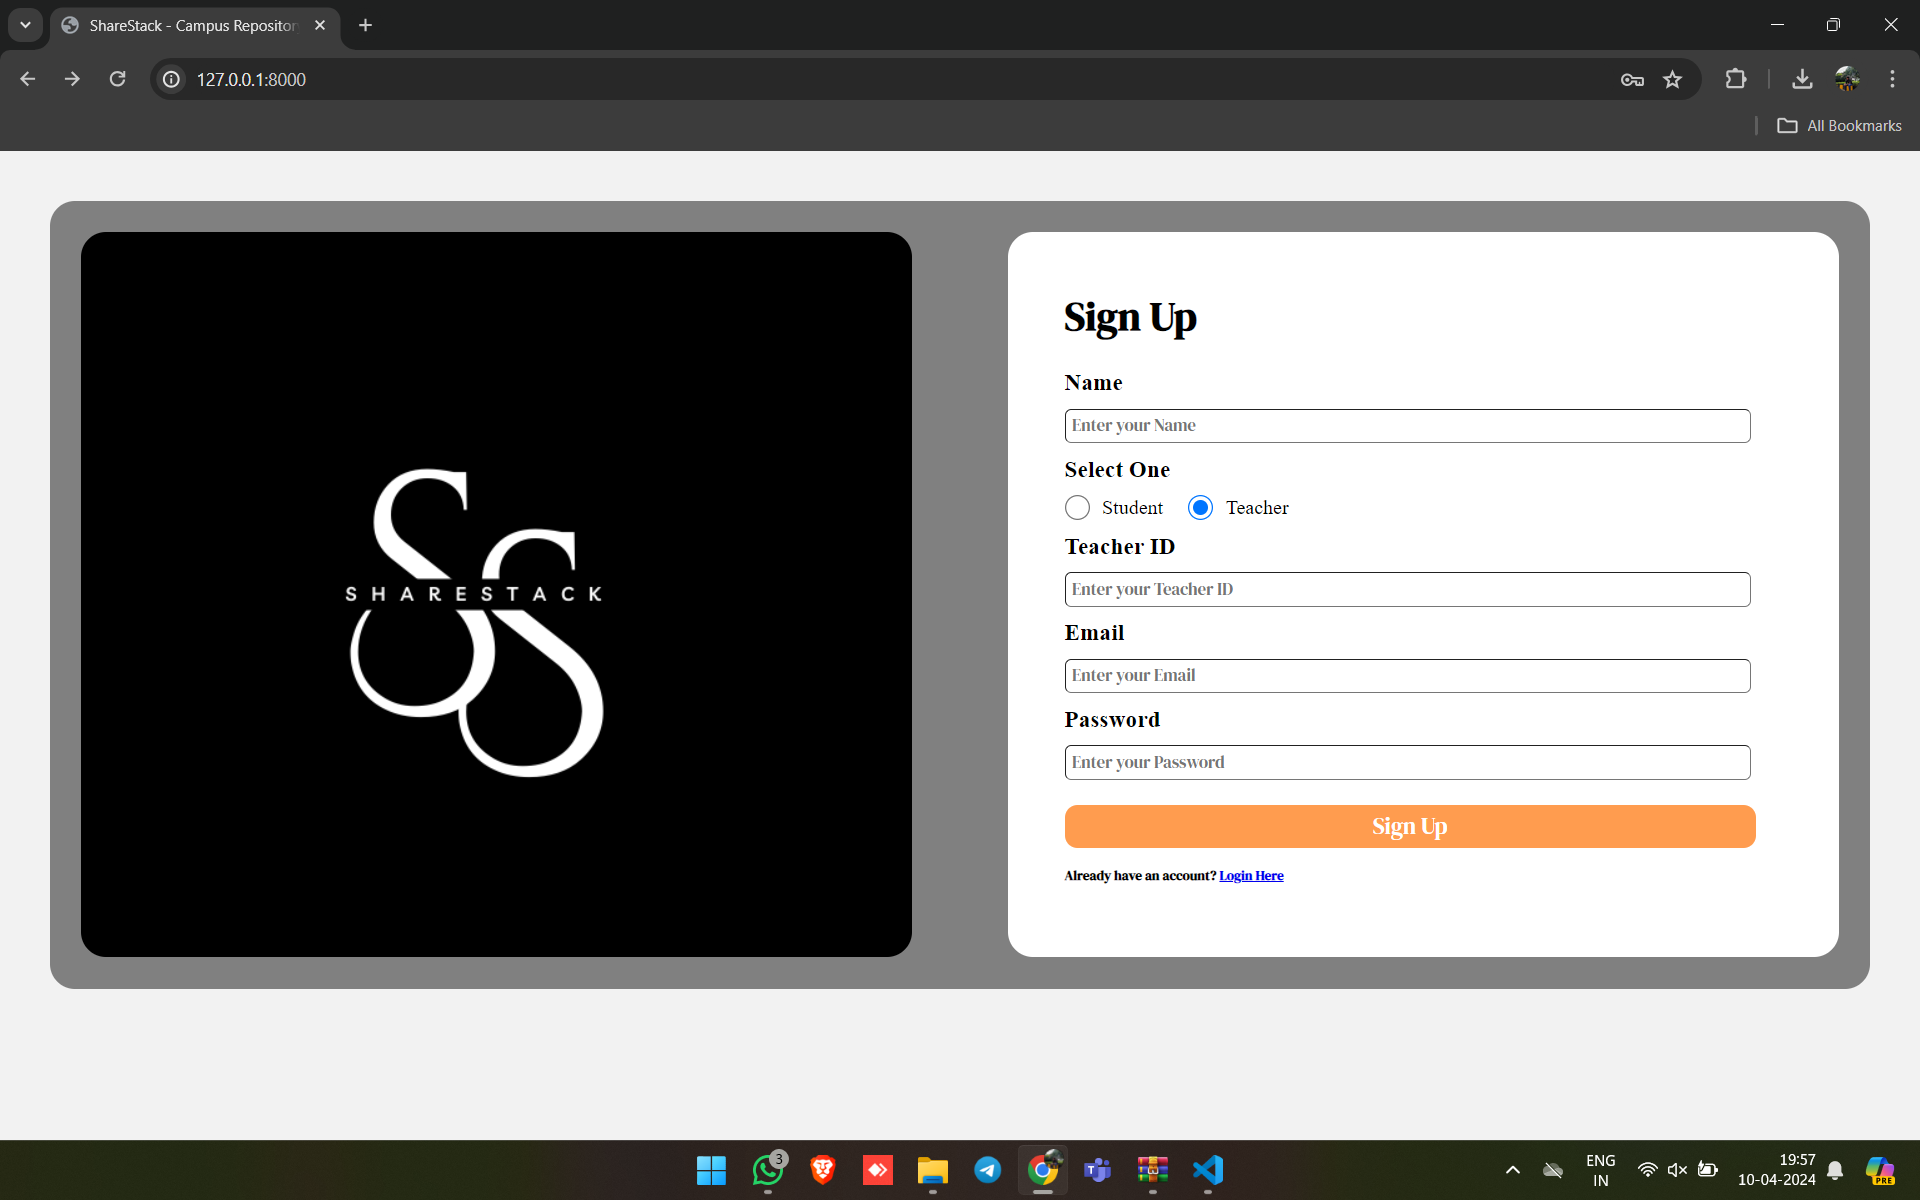 ShareStack - Campus Repositor
127.0.0.1:8000
All Bookmarks
SHARESTACK
Sign Up
Name
Enter your Name
Select One
Student Teacher
Teacher ID
Enter your Teacher ID
Email
Enter your Email
Password
Enter your Password
Sign Up
Already have an account? Login Here
3
ENG
IN
19:57
10-04-2024
PRE